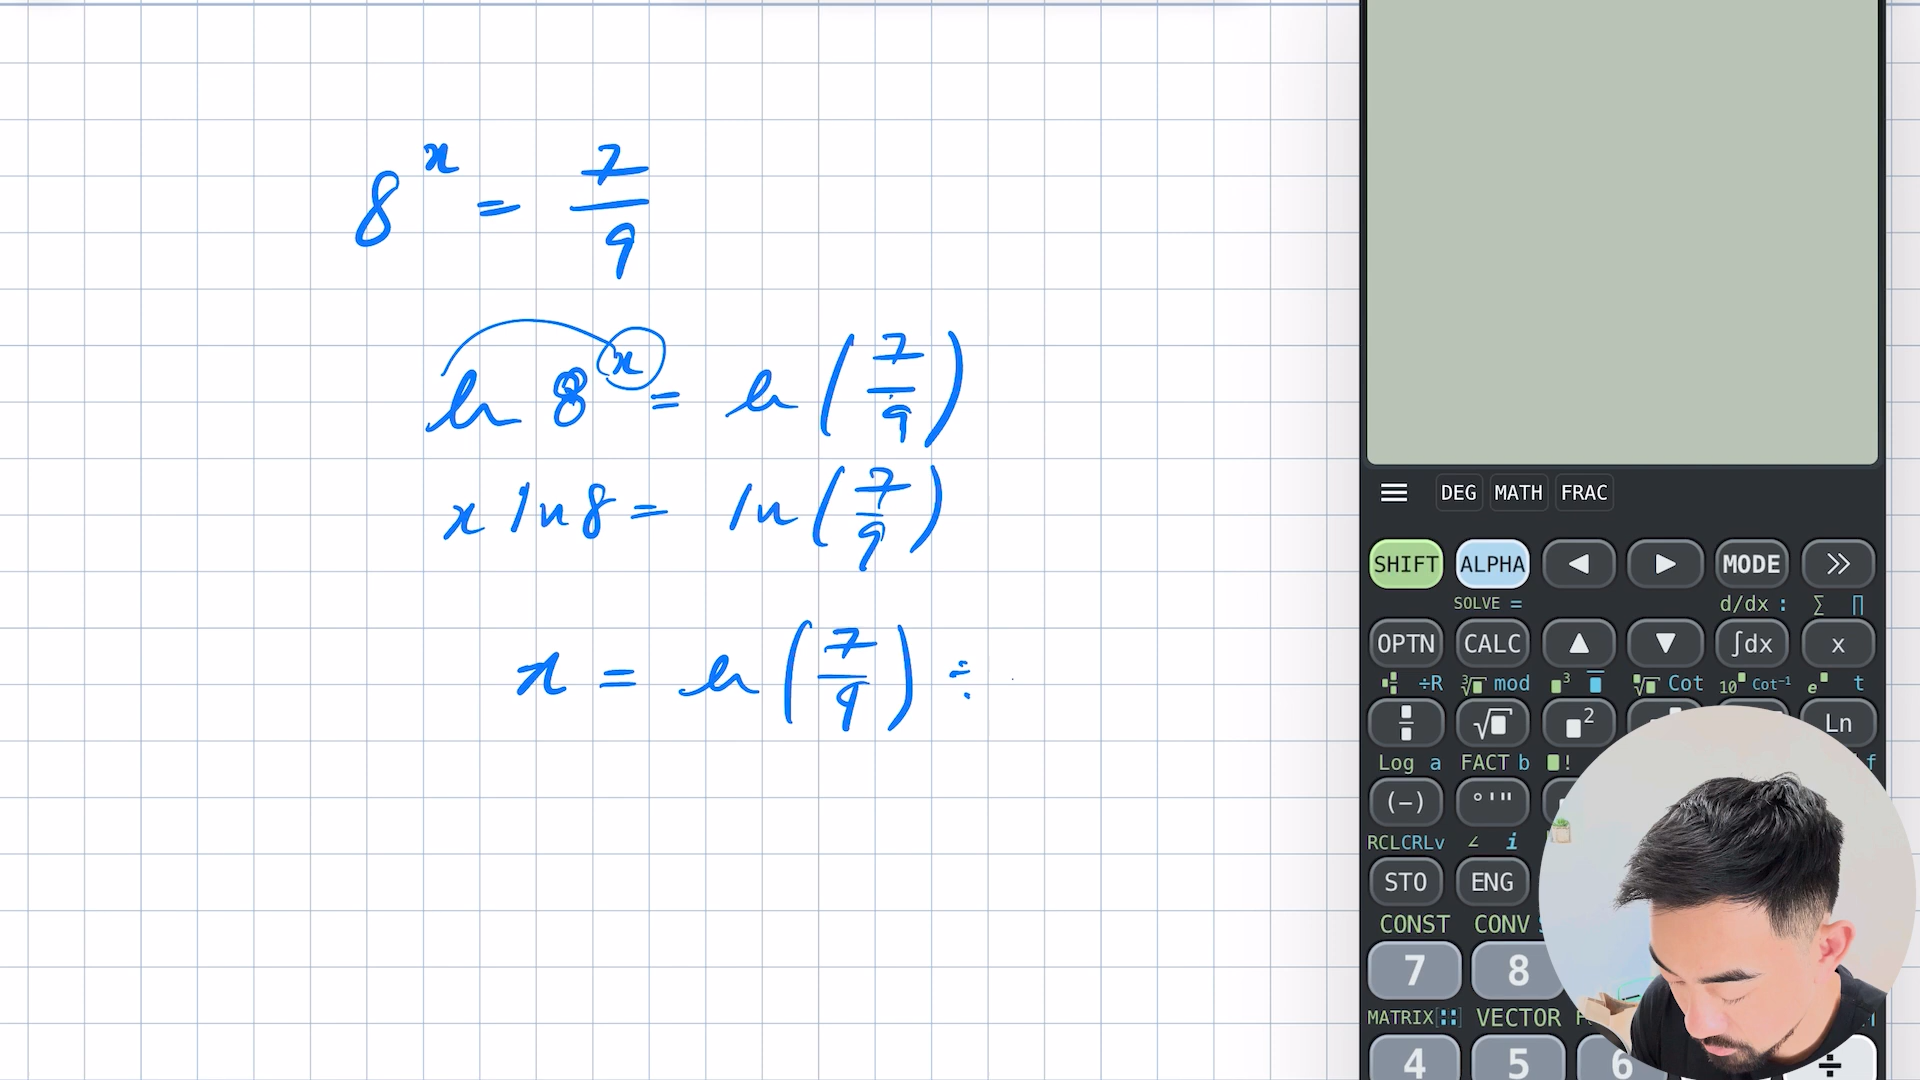 8^x = 7/9
ln 8^x = ln (7/9)
x ln 8 = ln (7/9)
x = ln (7/9) ÷
DEG MATH FRAC
SHIFT ALPHA ◀ ▶ MODE >>
SOLVE = d/dx : ∑ ∏
OPTN CALC ▲ ▼ ∫dx x
÷R ∛ mod ■³ √ Cot 10■ Cot⁻¹ e■ t
√■ ■² Ln
Log a FACT b ■! f
(−) °'"
RCL CRLv ∠ i
STO ENG
CONST CONV
7 8
MATRIX VECTOR
4 5 6 ÷